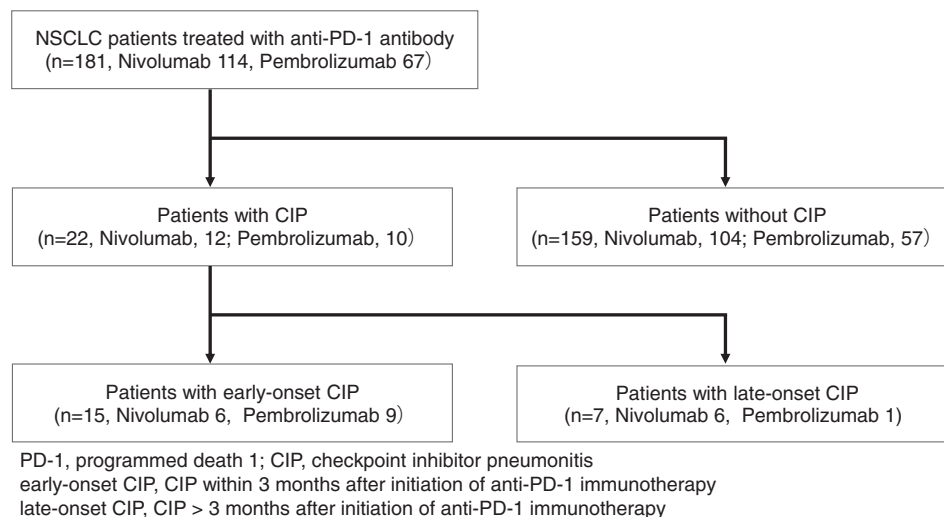 NSCLC patients treated with anti-PD-1 antibody
(n=181, Nivolumab 114, Pembrolizumab 67)
Patients with CIP
(n=22, Nivolumab, 12; Pembrolizumab, 10)
Patients without CIP
(n=159, Nivolumab, 104; Pembrolizumab, 57)
Patients with early-onset CIP
(n=15, Nivolumab 6, Pembrolizumab 9)
Patients with late-onset CIP
(n=7, Nivolumab 6, Pembrolizumab 1)
PD-1, programmed death 1; CIP, checkpoint inhibitor pneumonitis
early-onset CIP, CIP within 3 months after initiation of anti-PD-1 immunotherapy
late-onset CIP, CIP > 3 months after initiation of anti-PD-1 immunotherapy